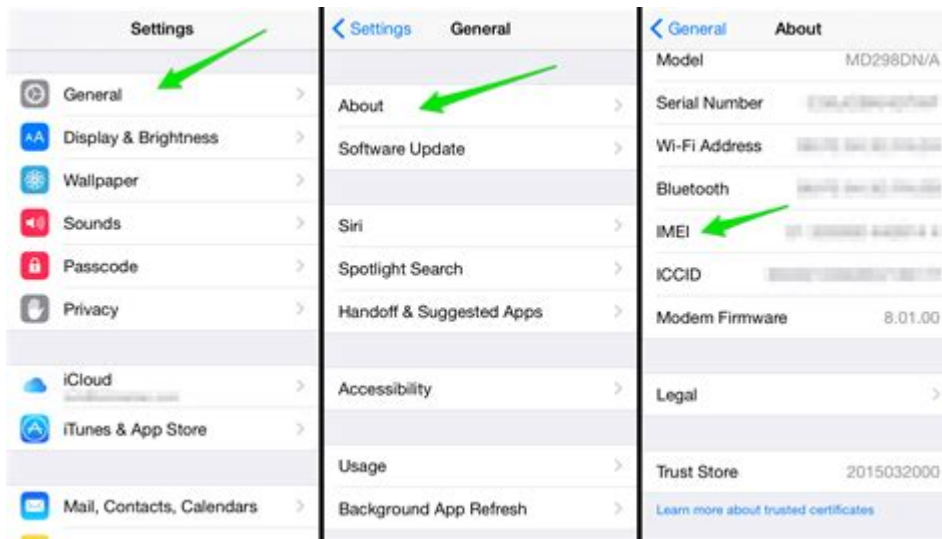 Settings
General
Display & Brightness
Wallpaper
Sounds
Passcode
Privacy
iCloud
iTunes & App Store
Mail, Contacts, Calendars
Settings General
About
Software Update
Siri
Spotlight Search
Handoff & Suggested Apps
Accessibility
Usage
Background App Refresh
General About
Model MD298DN/A
Serial Number
Wi-Fi Address
Bluetooth
IMEI
ICCID
Modem Firmware 8.01.00
Legal
Trust Store 2015032000
Learn more about trusted certificates